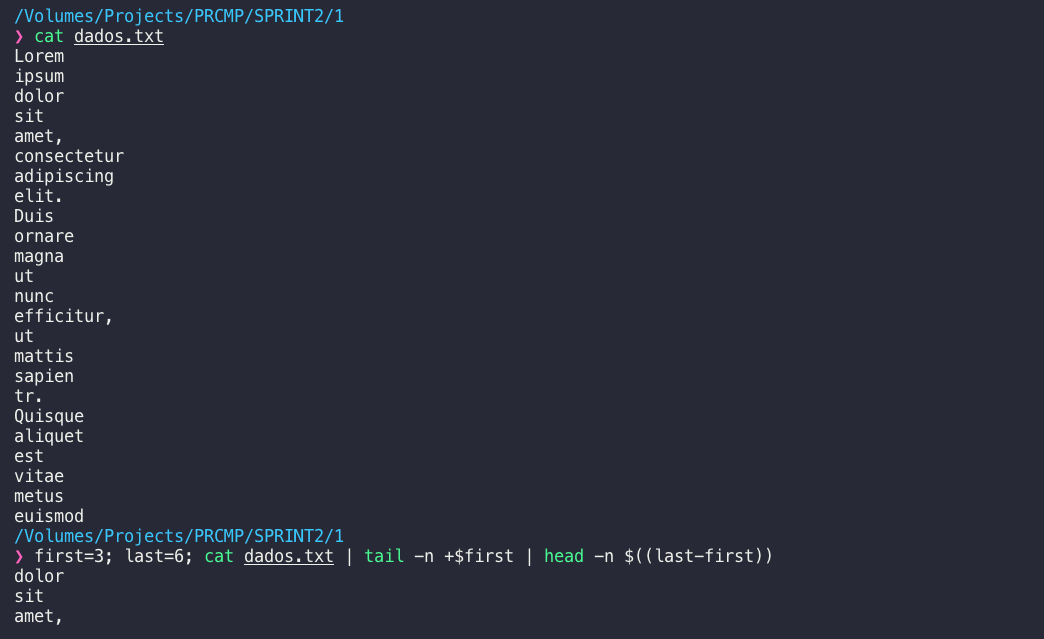 /Volumes/Projects/PRCMP/SPRINT2/1
❯ cat dados.txt
Lorem
ipsum
dolor
sit
amet,
consectetur
adipiscing
elit.
Duis
ornare
magna
ut
nunc
efficitur,
ut
mattis
sapien
tr.
Quisque
aliquet
est
vitae
metus
euismod
/Volumes/Projects/PRCMP/SPRINT2/1
❯ first=3; last=6; cat dados.txt | tail -n +$first | head -n $((last-first))
dolor
sit
amet,